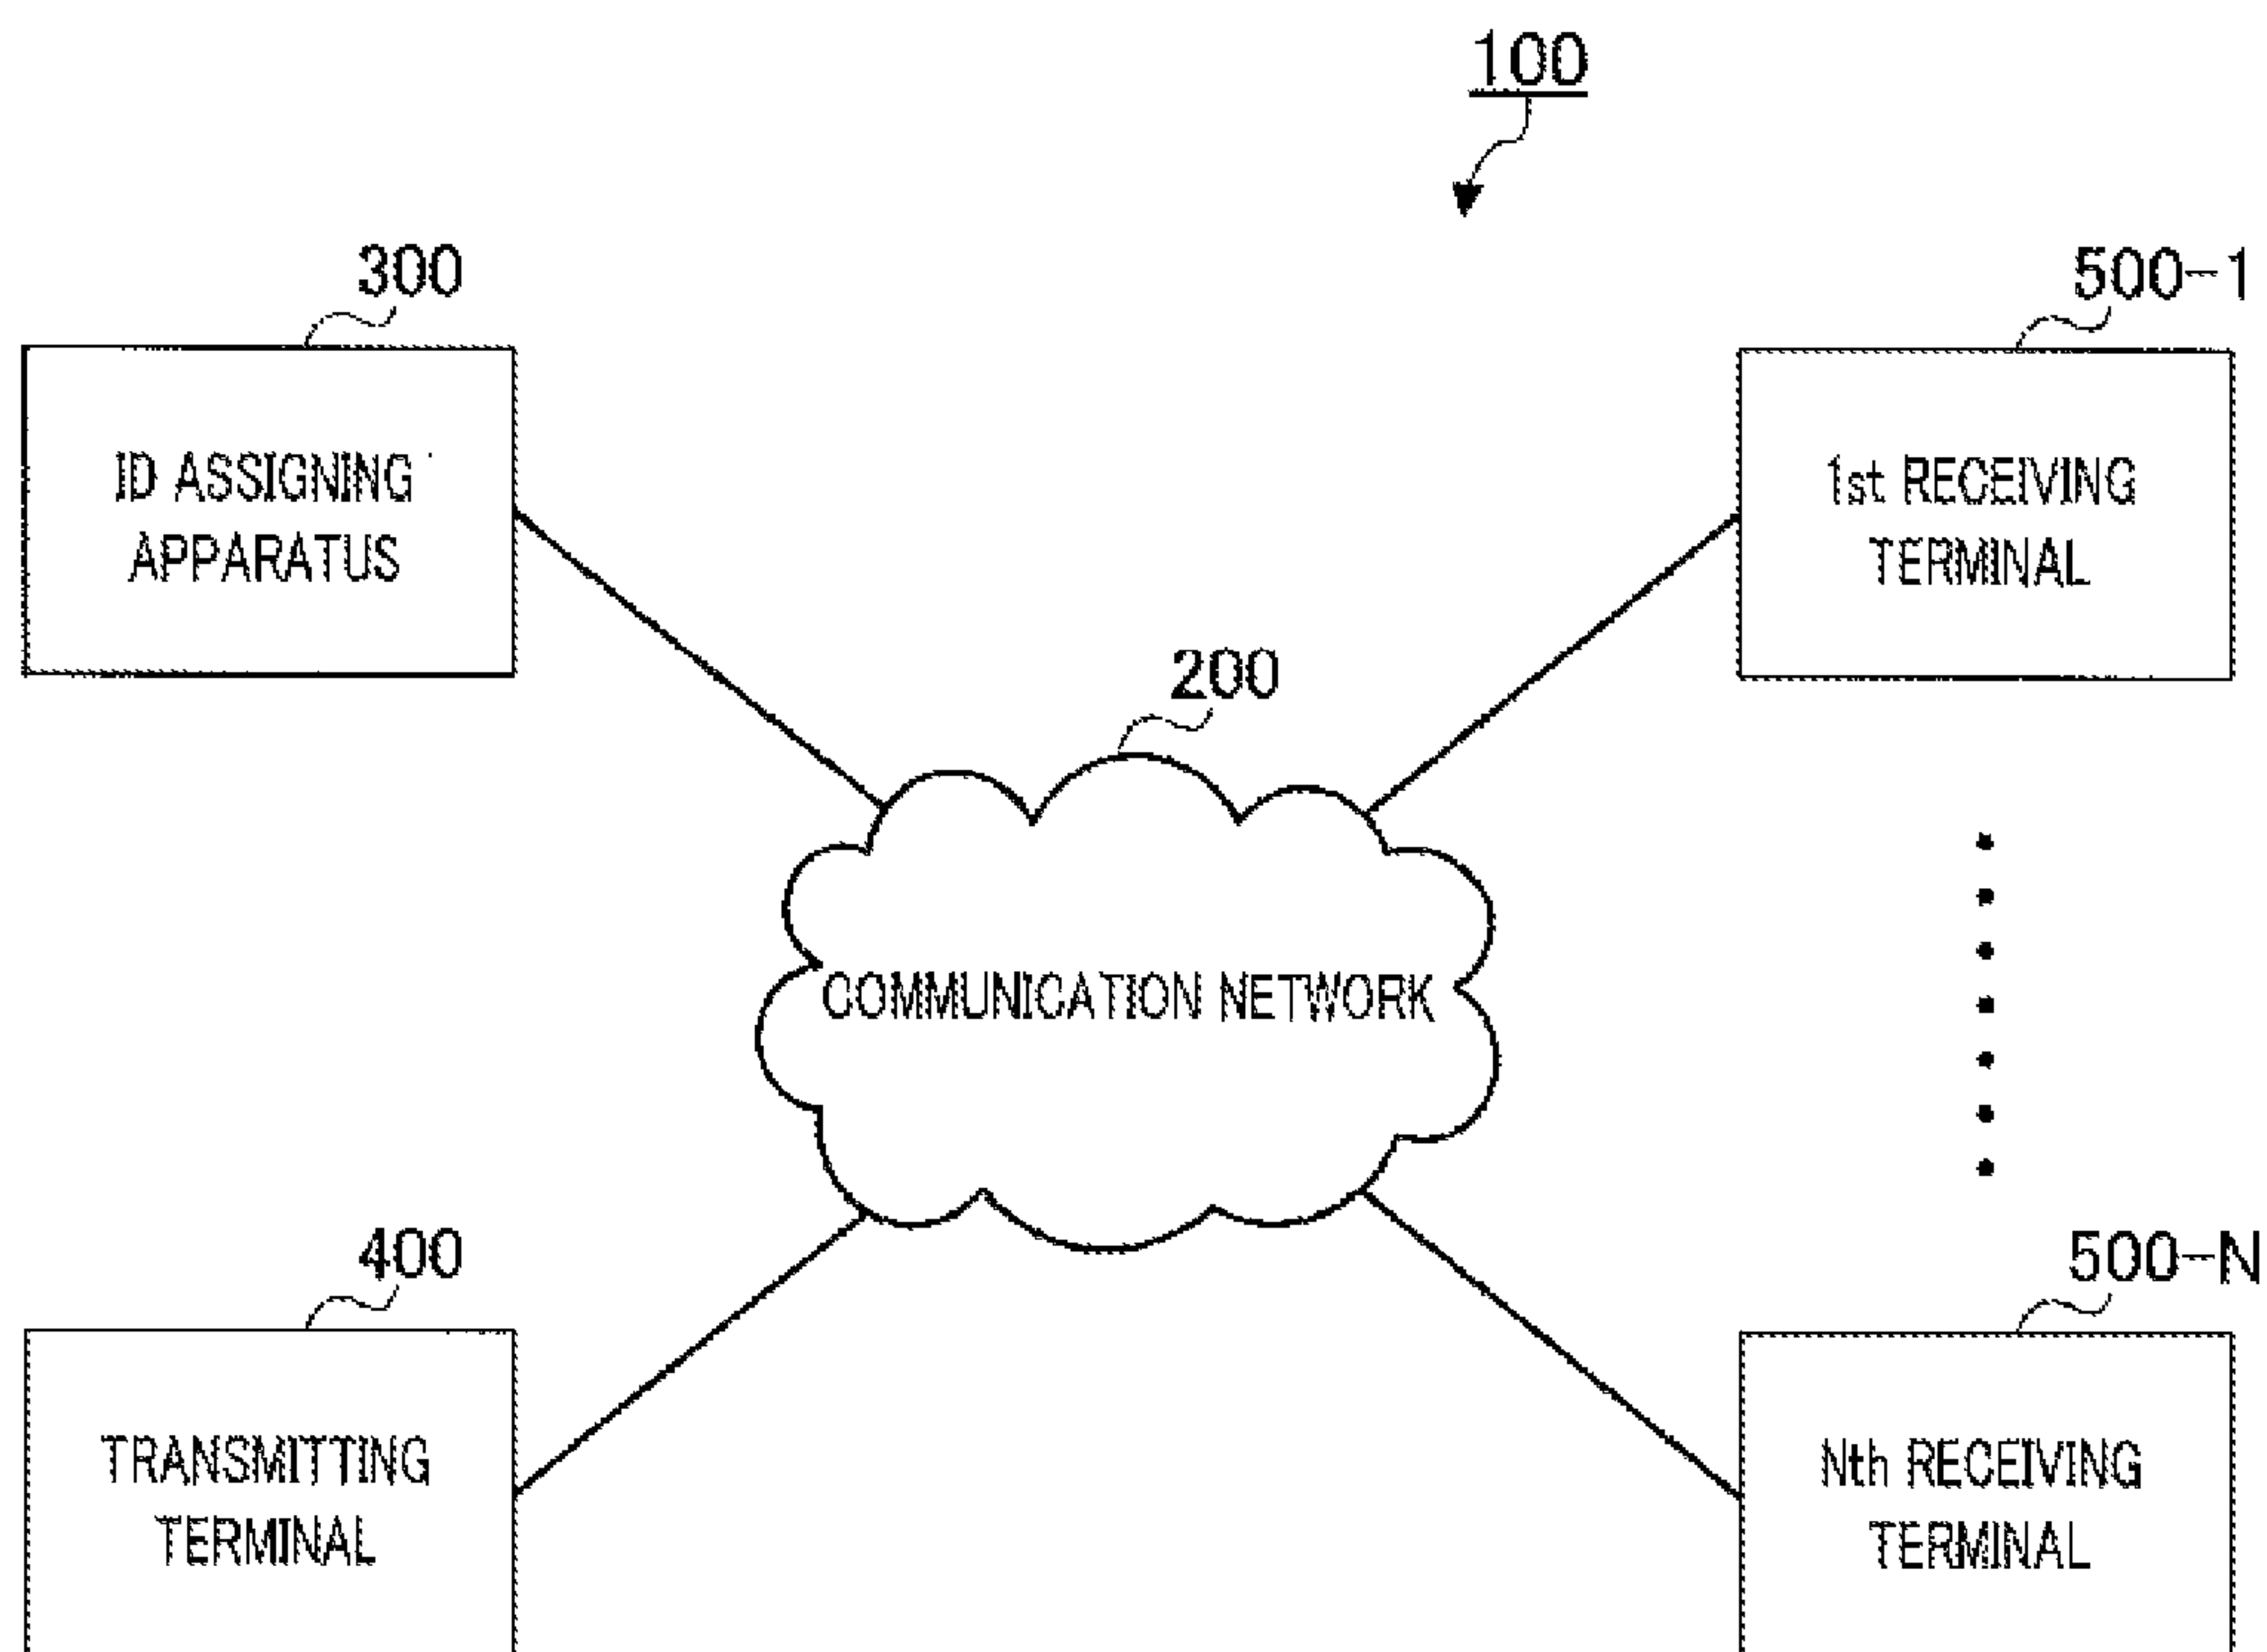 100
300
ID ASSIGNING
APPARATUS
500-1
1st RECEIVING
TERMINAL
200
COMMUNICATION NETWORK
400
TRANSMITTING
TERMINAL
500-N
Nth RECEIVING
TERMINAL